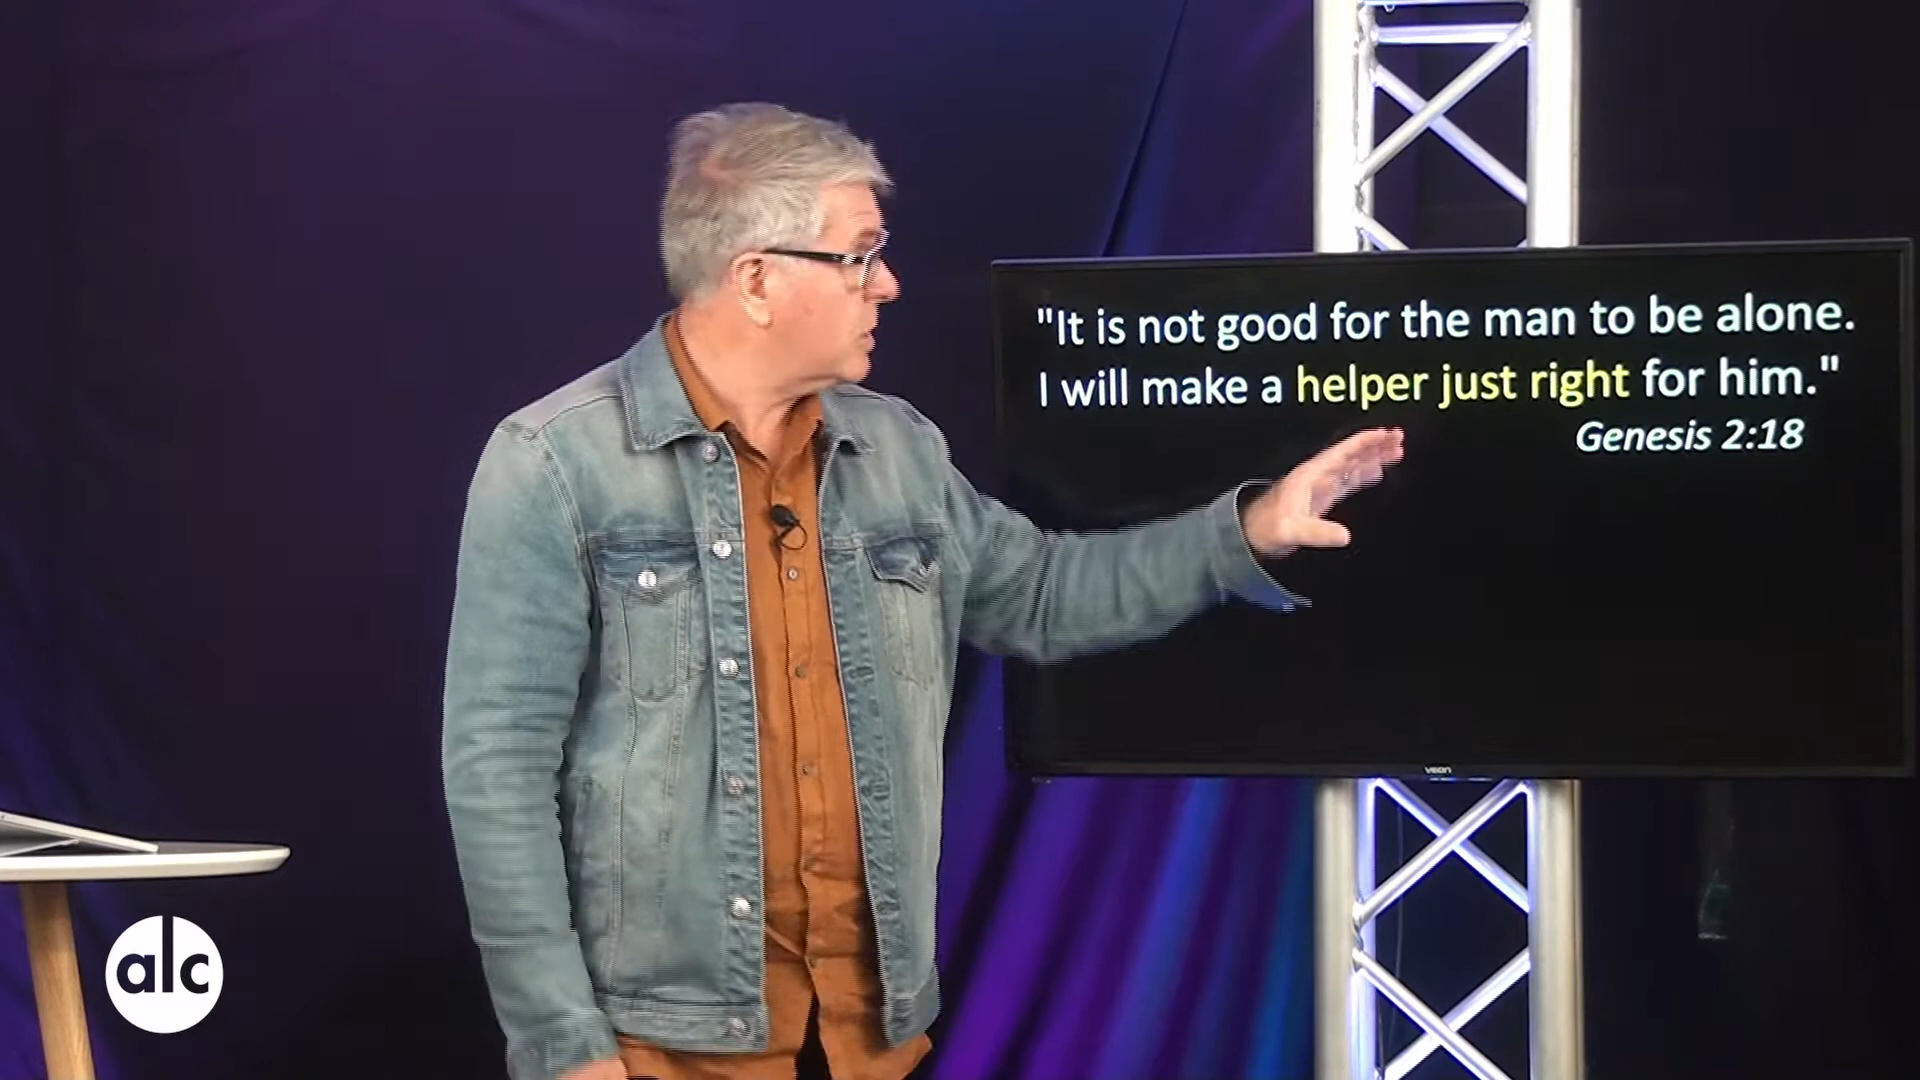 "It is not good for the man to be alone.
I will make a helper just right for him."
Genesis 2:18
veon
alc